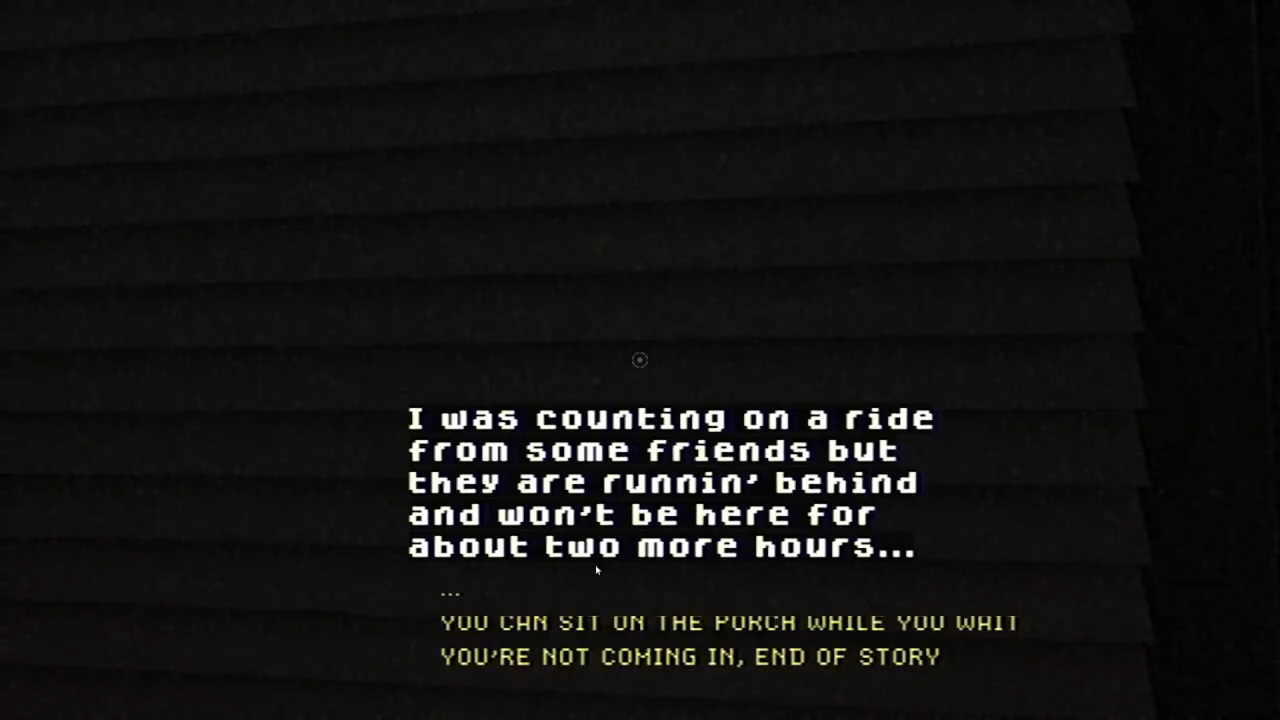 I was counting on a ride
from some friends but
they are runnin' behind
and won't be here for
about two more hours...
...
YOU CAN SIT ON THE PORCH WHILE YOU WAIT
YOU'RE NOT COMING IN, END OF STORY